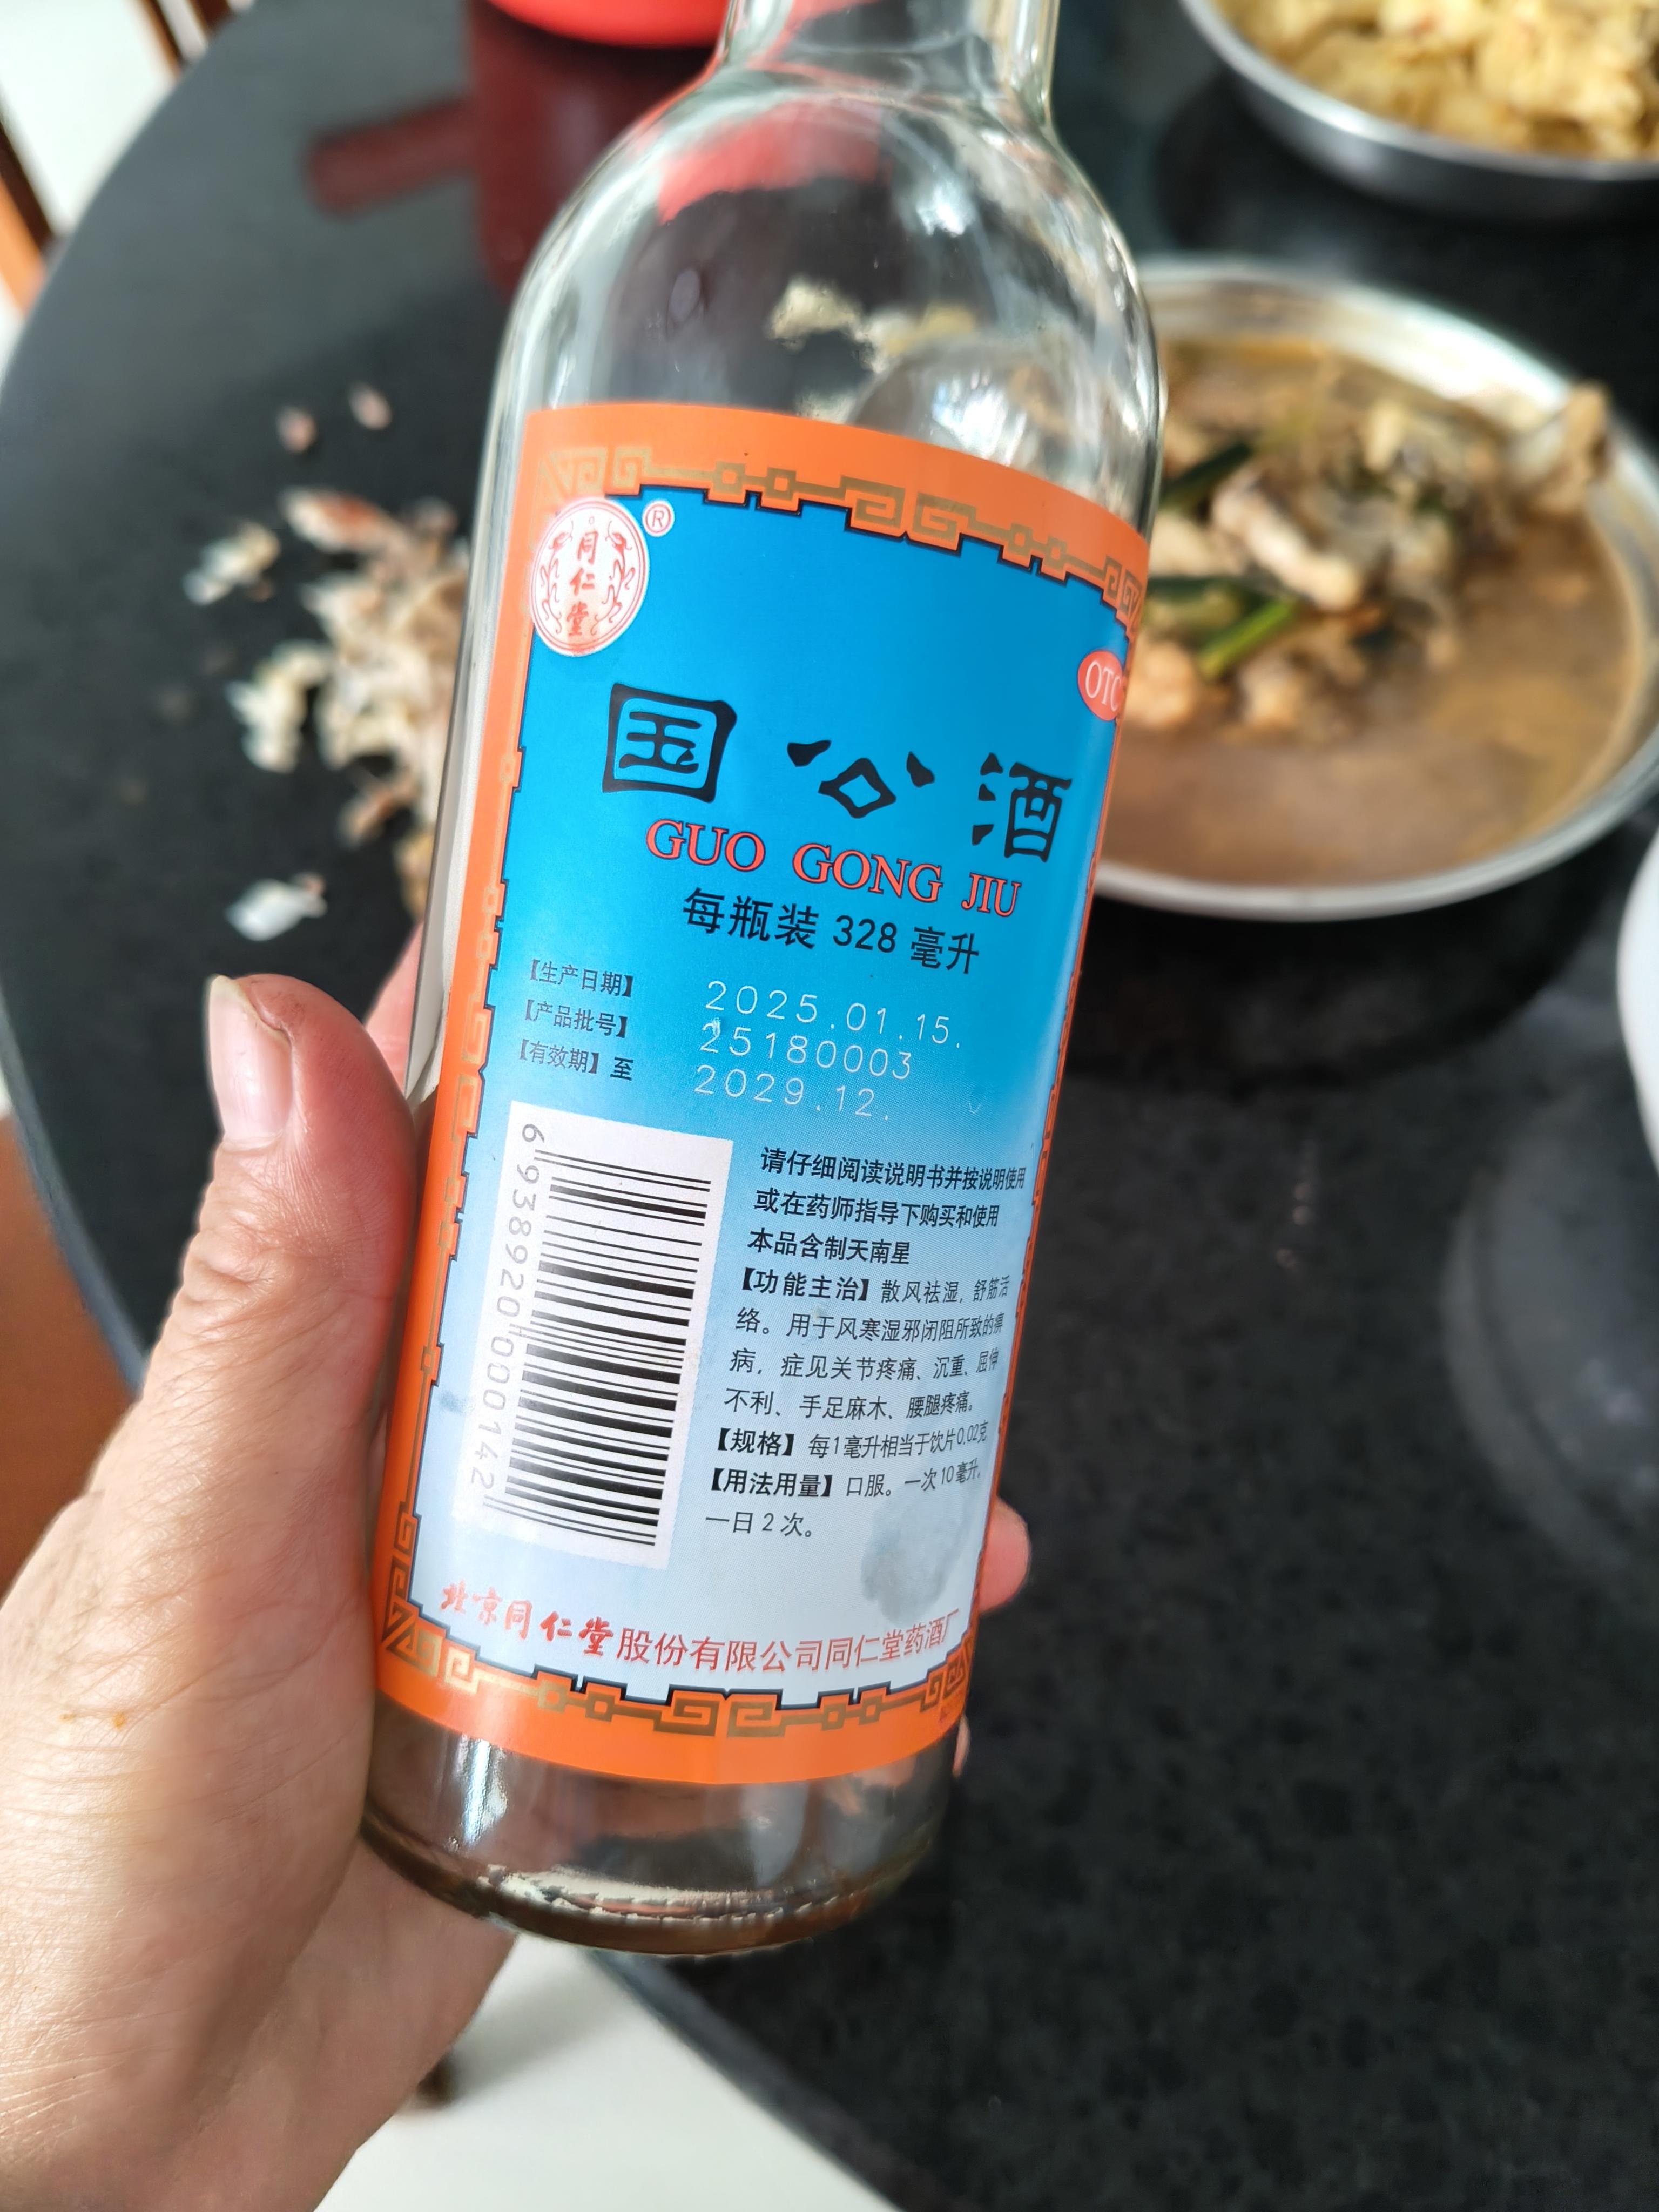 同仁堂
®
OTC
国公酒
GUO GONG JIU
每瓶装 328 毫升
【生产日期】 2025.01.15.
【产品批号】 25180003
【有效期】至 2029.12.
请仔细阅读说明书并按说明使用
或在药师指导下购买和使用
本品含制天南星
【功能主治】散风祛湿，舒筋活
络。用于风寒湿邪闭阻所致的痹
病，症见关节疼痛、沉重、屈伸
不利、手足麻木、腰腿疼痛。
【规格】每1毫升相当于饮片0.02克
【用法用量】口服。一次10毫升，
一日2次。
6938920000142
北京同仁堂股份有限公司同仁堂药酒厂